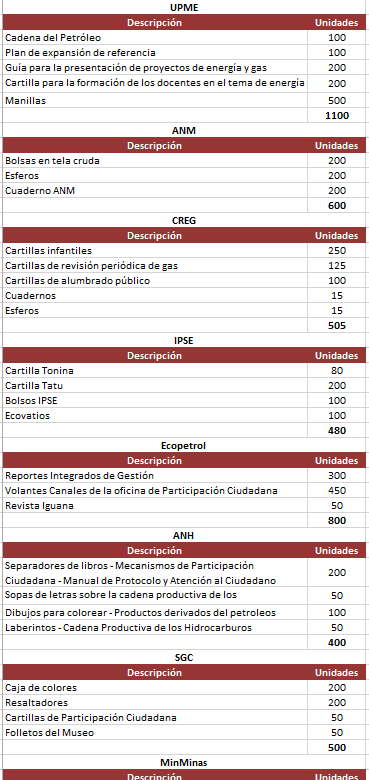 UPME
Descripción Unidades
Cadena del Petróleo 100
Plan de expansión de referencia 100
Guía para la presentación de proyectos de energía y gas 200
Cartilla para la formación de los docentes en el tema de energía 200
Manillas 500
1100
ANM
Descripción Unidades
Bolsas en tela cruda 200
Esferos 200
Cuaderno ANM 200
600
CREG
Descripción Unidades
Cartillas infantiles 250
Cartillas de revisión periódica de gas 125
Cartillas de alumbrado público 100
Cuadernos 15
Esferos 15
505
IPSE
Descripción Unidades
Cartilla Tonina 80
Cartilla Tatu 200
Bolsos IPSE 100
Ecovatios 100
480
Ecopetrol
Descripción Unidades
Reportes Integrados de Gestión 300
Volantes Canales de la oficina de Participación Ciudadana 450
Revista Iguana 50
800
ANH
Descripción Unidades
Separadores de libros - Mecanismos de Participación
Ciudadana - Manual de Protocolo y Atención al Ciudadano 200
Sopas de letras sobre la cadena productiva de los 50
Dibujos para colorear - Productos derivados del petroleos 100
Laberintos - Cadena Productiva de los Hidrocarburos 50
400
SGC
Descripción Unidades
Caja de colores 200
Resaltadores 200
Cartillas de Participación Ciudadana 50
Folletos del Museo 50
500
MinMinas
Descripción Unidades